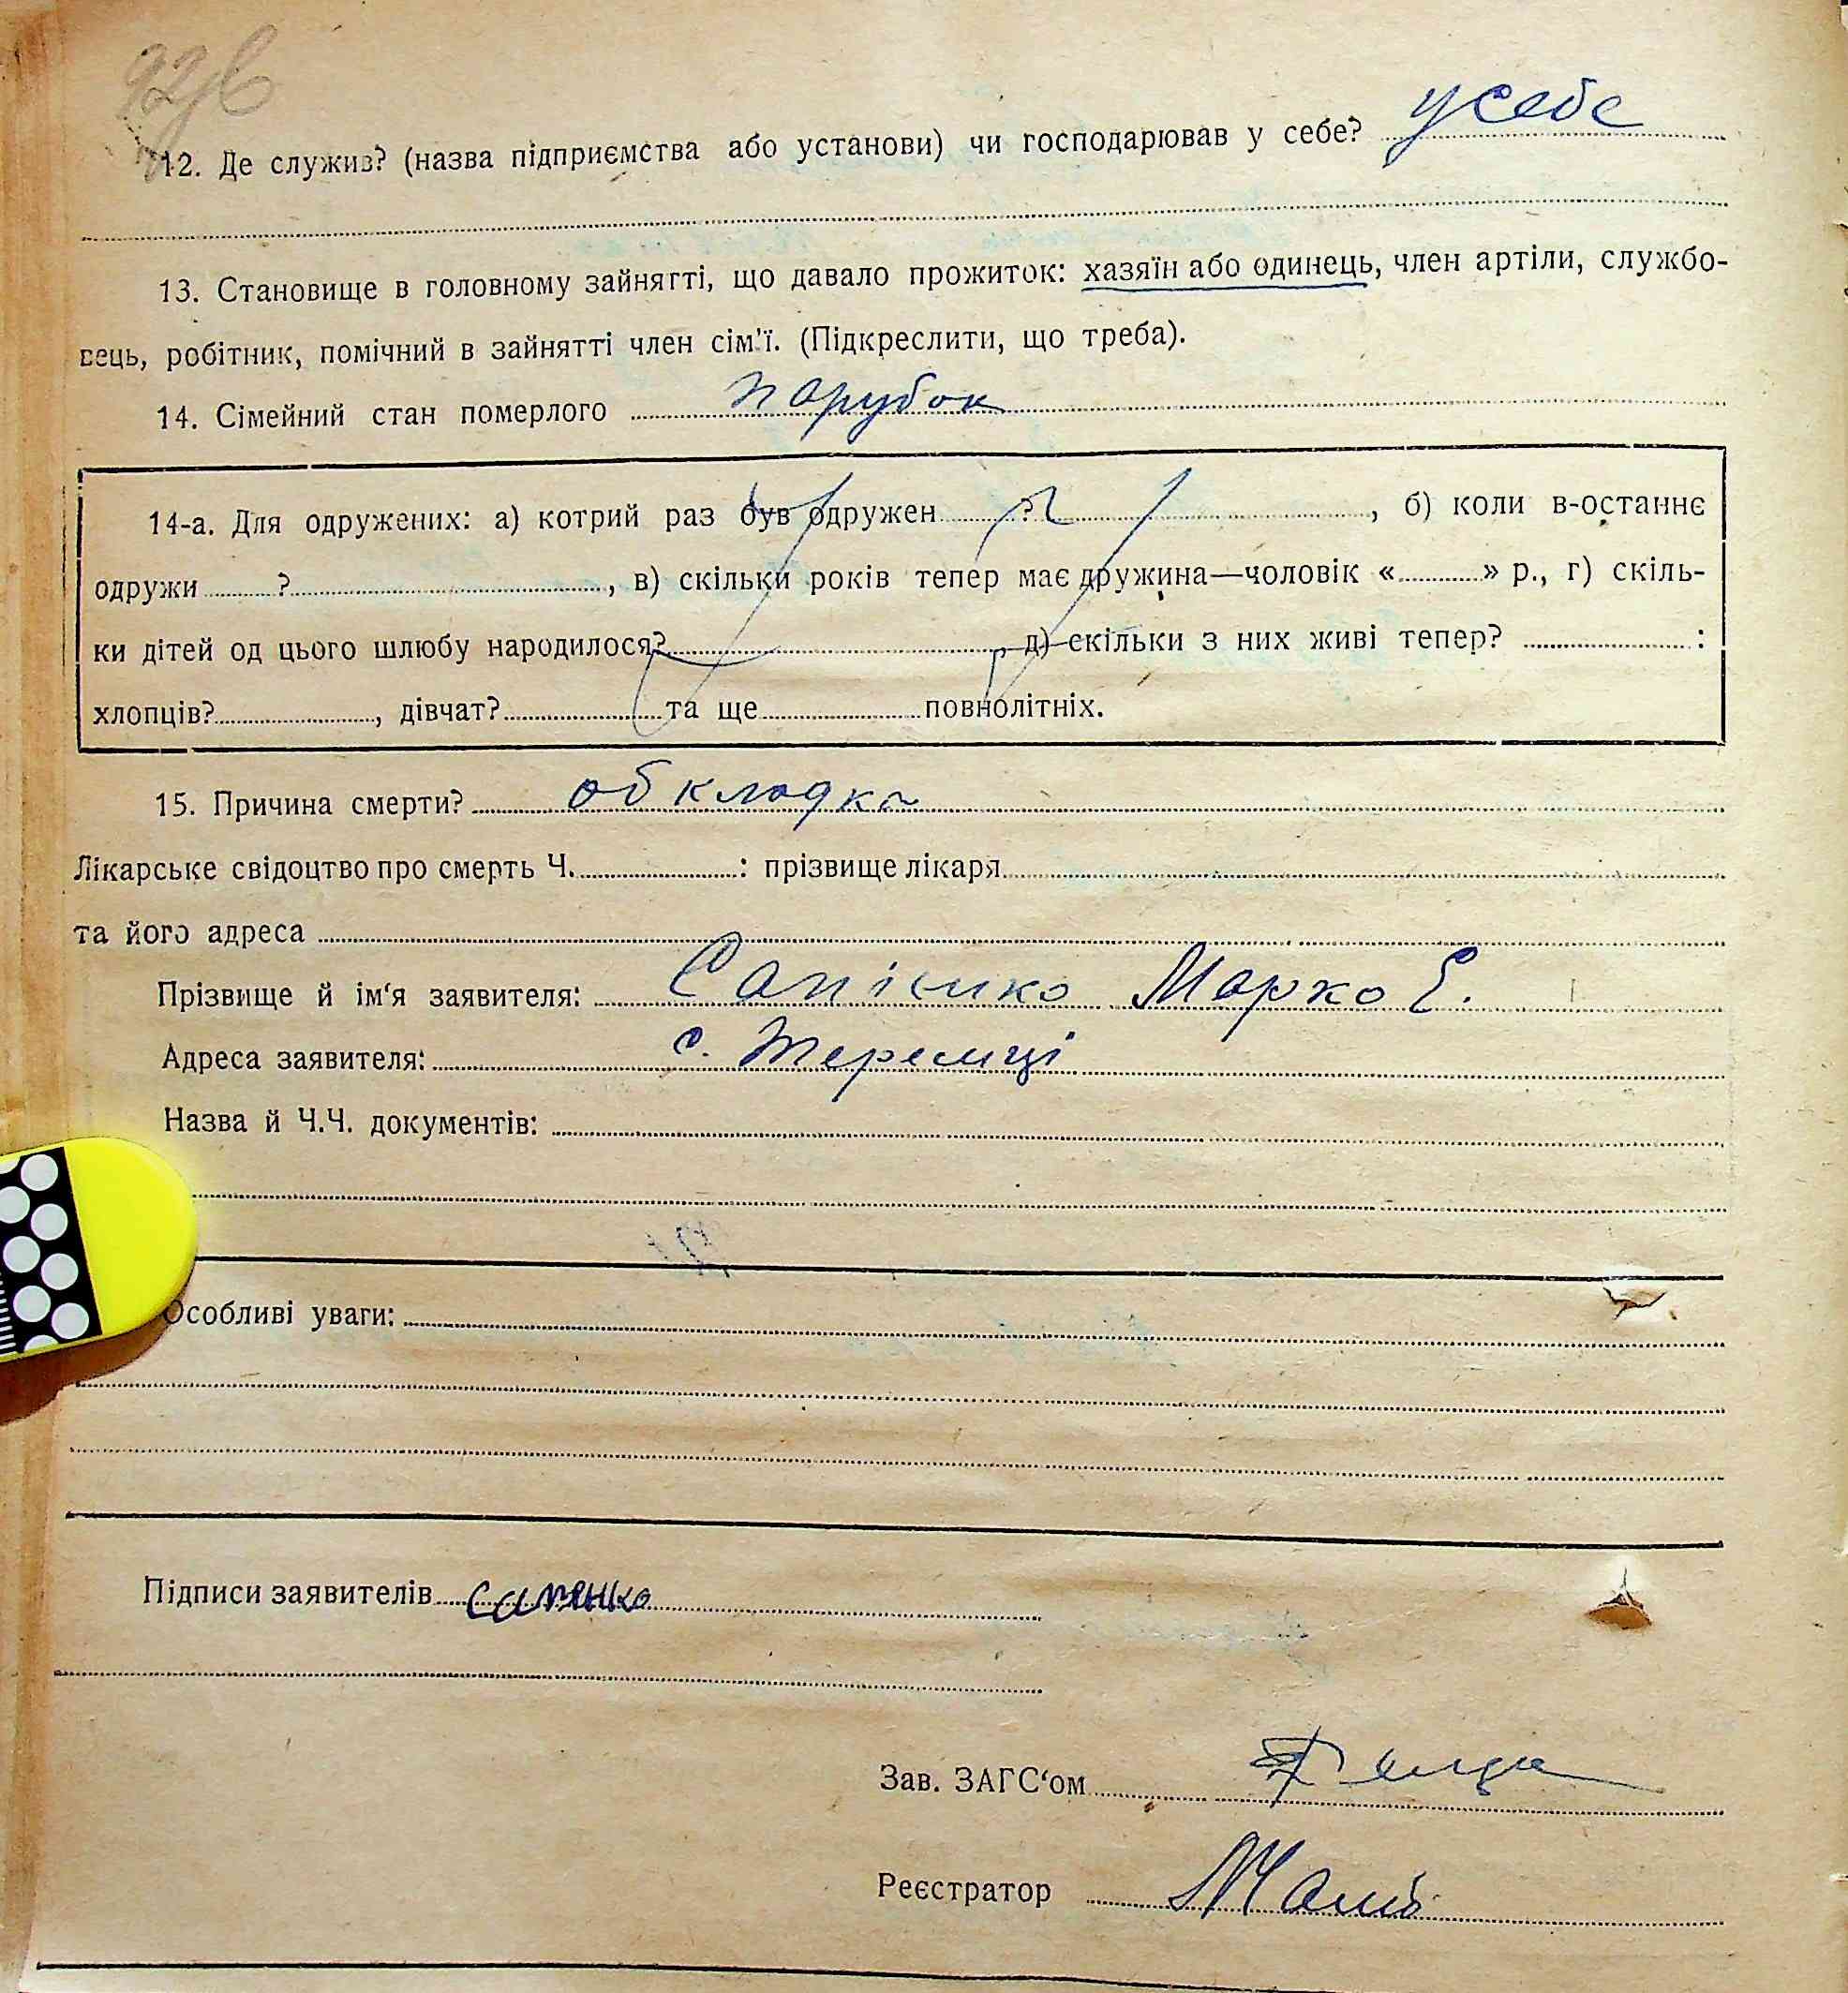 12. Де служив? (назва підприємства або установи) чи господарював у себе? у себе
13. Становище в головному зайнятті, що давало прожиток: хазяїн або одинець, член артіли, службо-
вець, робітник, помічний в зайнятті член сім'ї. (Підкреслити, що треба).
14. Сімейний стан померлого парубок
14-а. Для одружених: а) котрий раз був одружен ?, б) коли в-останнє
одружи ?, в) скільки років тепер має дружина—чоловік « » р., г) скіль-
ки дітей од цього шлюбу народилося?, д) скільки з них живі тепер? :
хлопців? , дівчат? та ще повнолітніх.
15. Причина смерти? обкладка
Лікарське свідоцтво про смерть Ч. : прізвище лікаря
та його адреса
Прізвище й ім'я заявителя: Сапіенко Марко Е.
Адреса заявителя: с. Теремці
Назва й Ч.Ч. документів:
Особливі уваги:
Підписи заявителів
Зав. ЗАГС'ом
Реєстратор